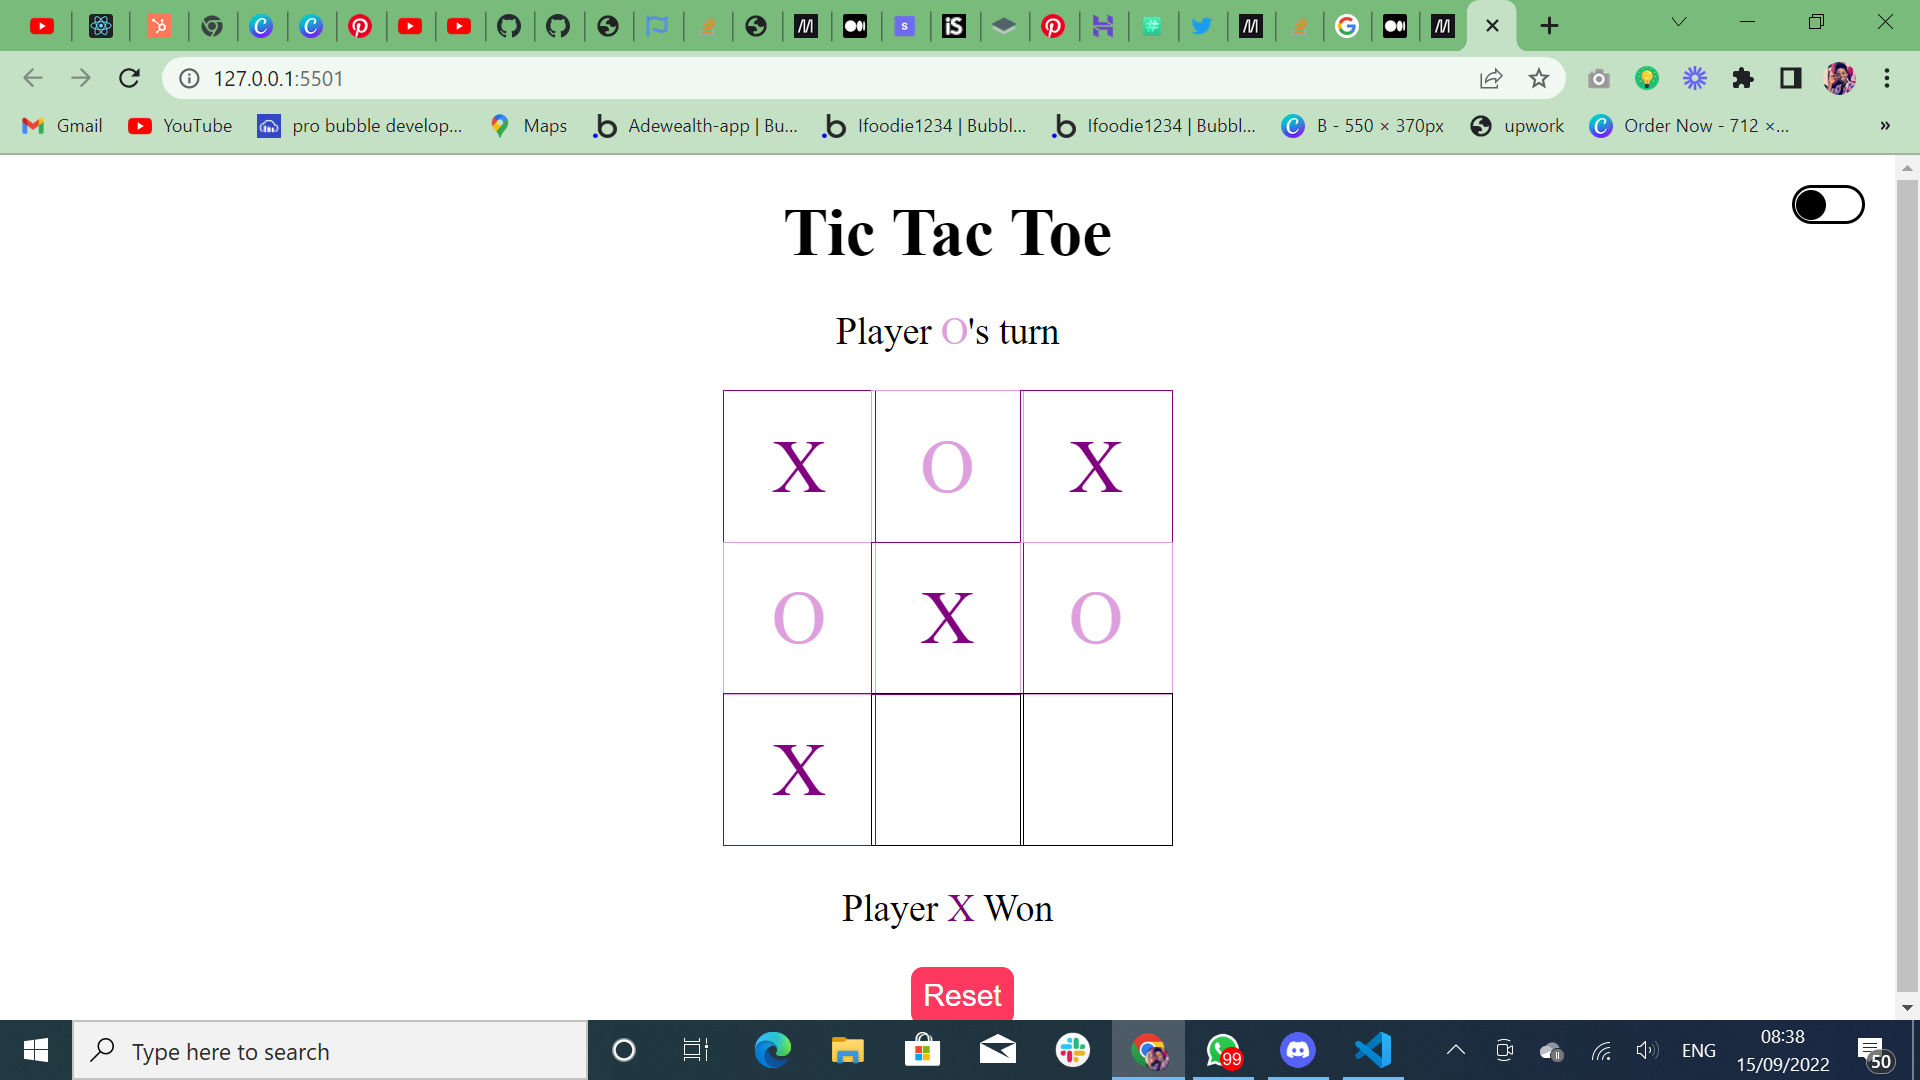 127.0.0.1:5501
Gmail YouTube pro bubble develop... Maps Adewealth-app | Bu... Ifoodie1234 | Bubbl... Ifoodie1234 | Bubbl... B - 550 × 370px upwork Order Now - 712 ×... »
Tic Tac Toe
Player O's turn
X O X
O X O
X
Player X Won
Reset
Type here to search
99
ENG
08:38
15/09/2022
50